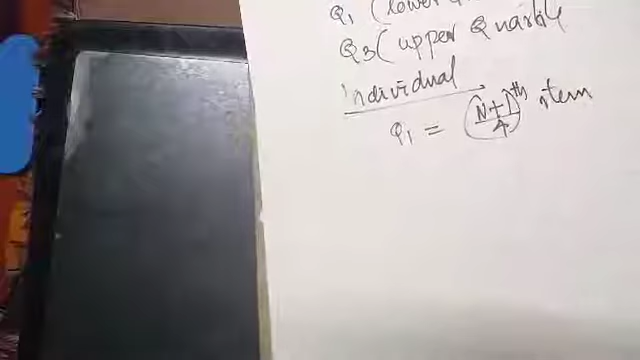 Q1 (lower
Q3 (upper Quartile
individual
Q1 = (N+1/4)th item